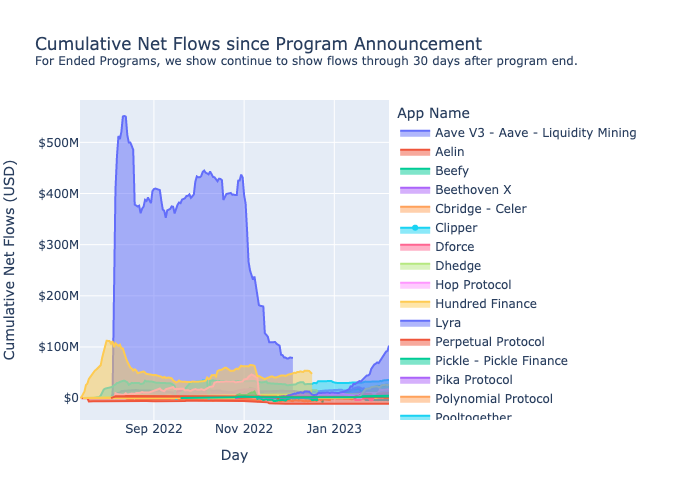 Cumulative Net Flows since Program Announcement
For Ended Programs, we show continue to show flows through 30 days after program end.
App Name
Aave V3 - Aave - Liquidity Mining
Aelin
Beefy
Beethoven X
Cbridge - Celer
Clipper
Dforce
Dhedge
Hop Protocol
Hundred Finance
Lyra
Perpetual Protocol
Pickle - Pickle Finance
Pika Protocol
Polynomial Protocol
Pooltogether
Cumulative Net Flows (USD)
$500M
$400M
$300M
$200M
$100M
$0
Sep 2022
Nov 2022
Jan 2023
Day